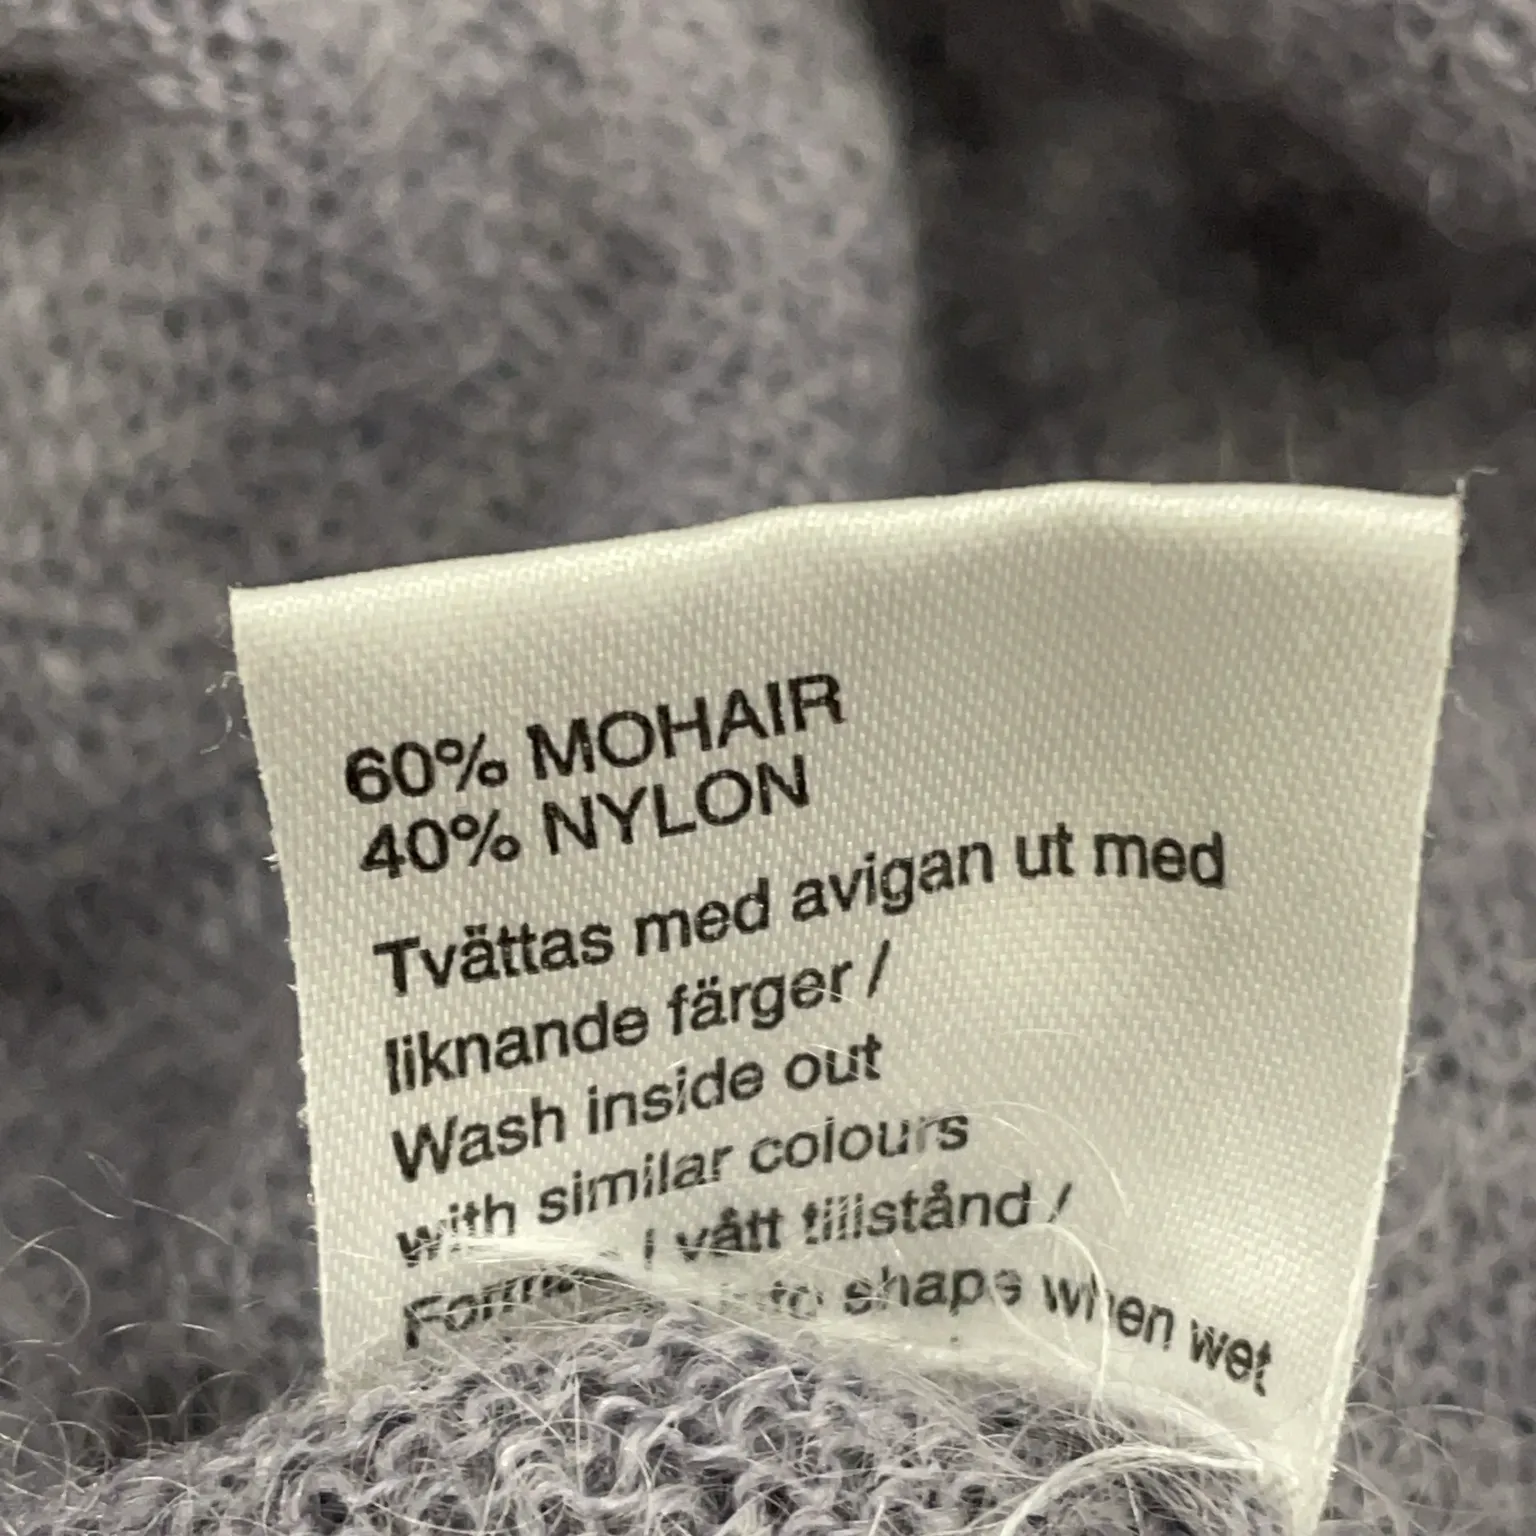 60% MOHAIR
40% NYLON
Tvättas med avigan ut med
liknande färger /
Wash inside out
with similar colours
i vått tillstånd /
to shape when wet